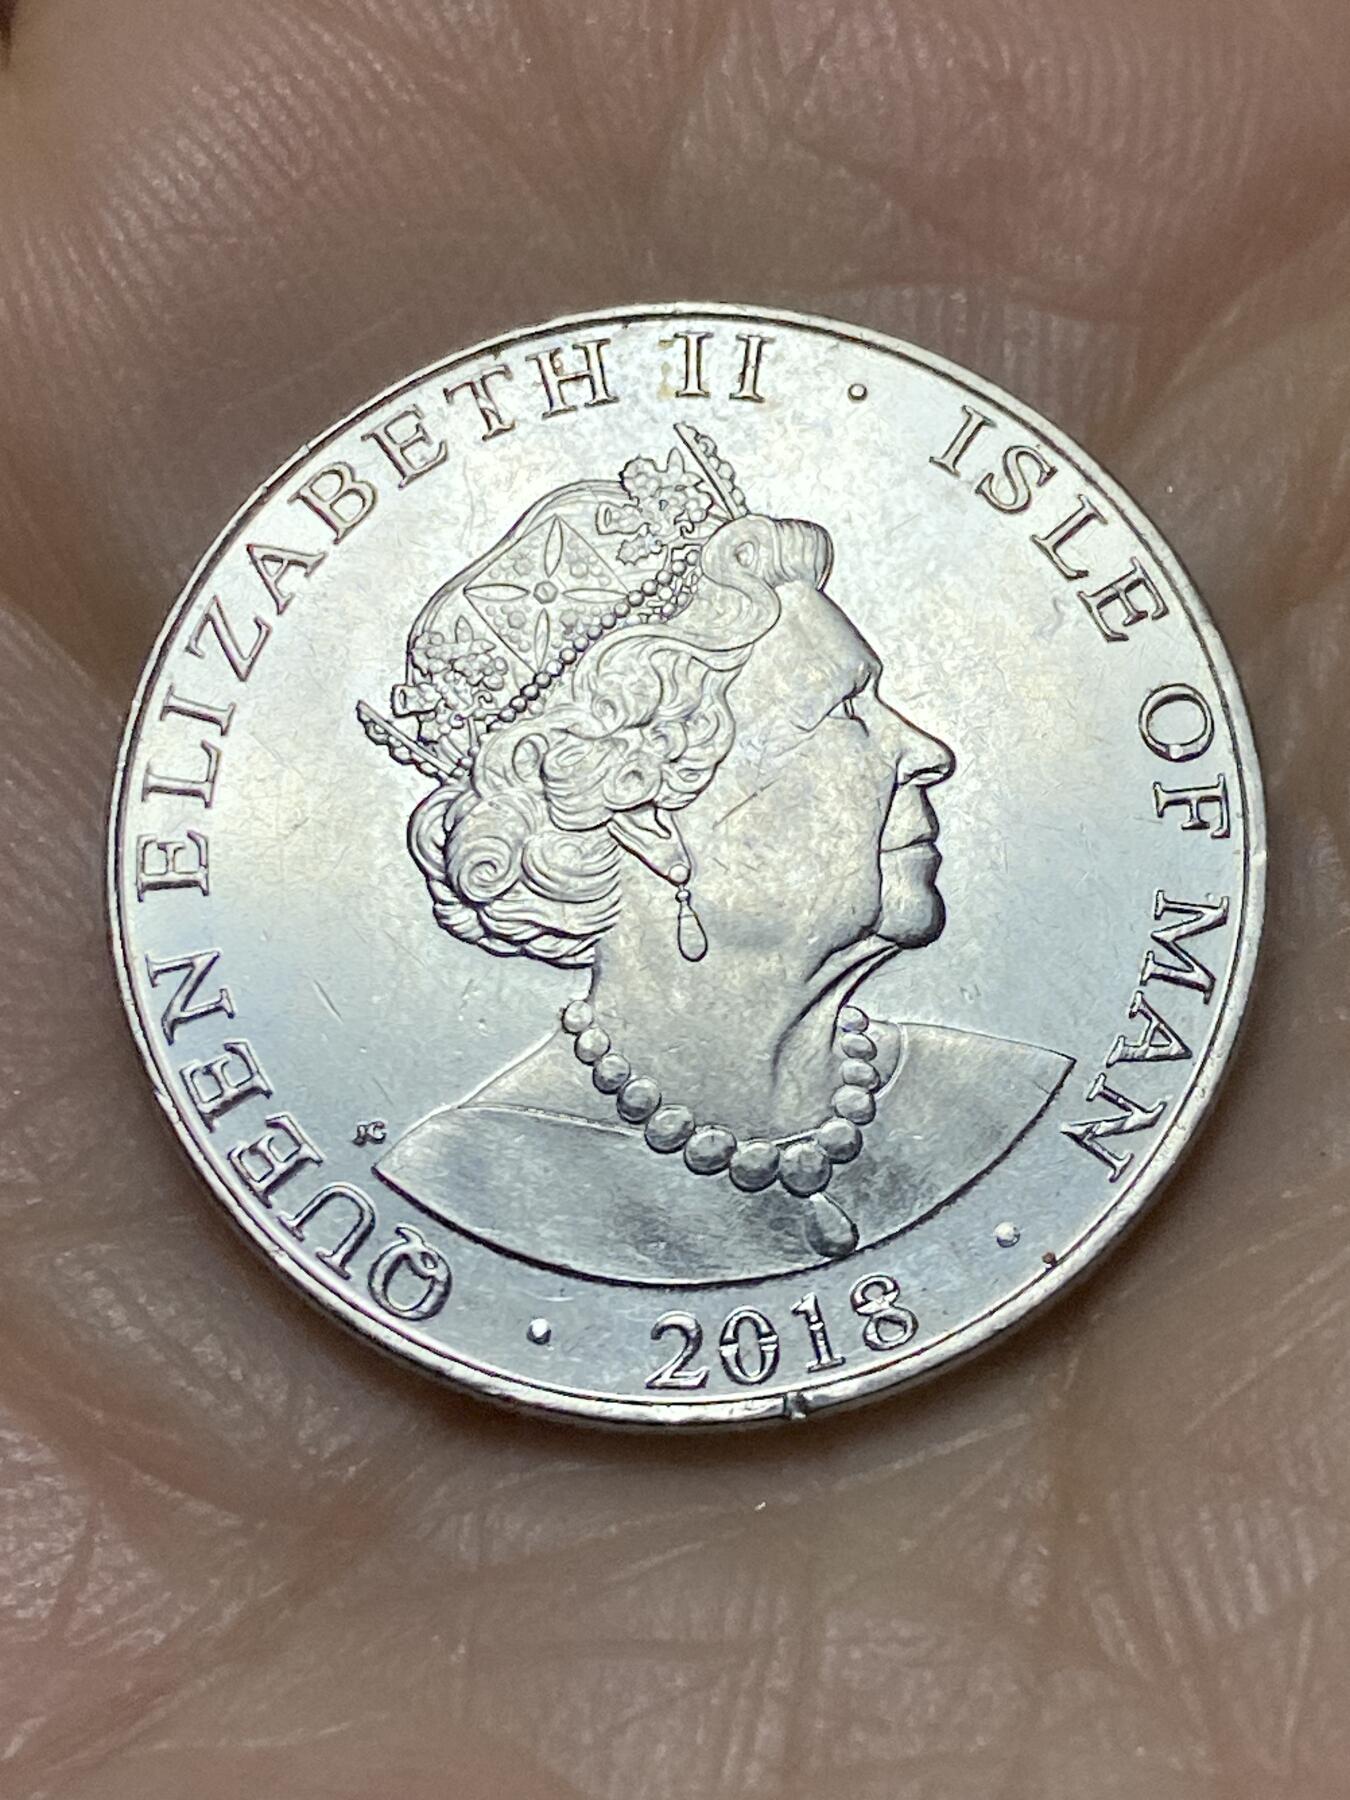 QUEEN ELIZABETH II · ISLE OF MAN · 2018 ·
JC